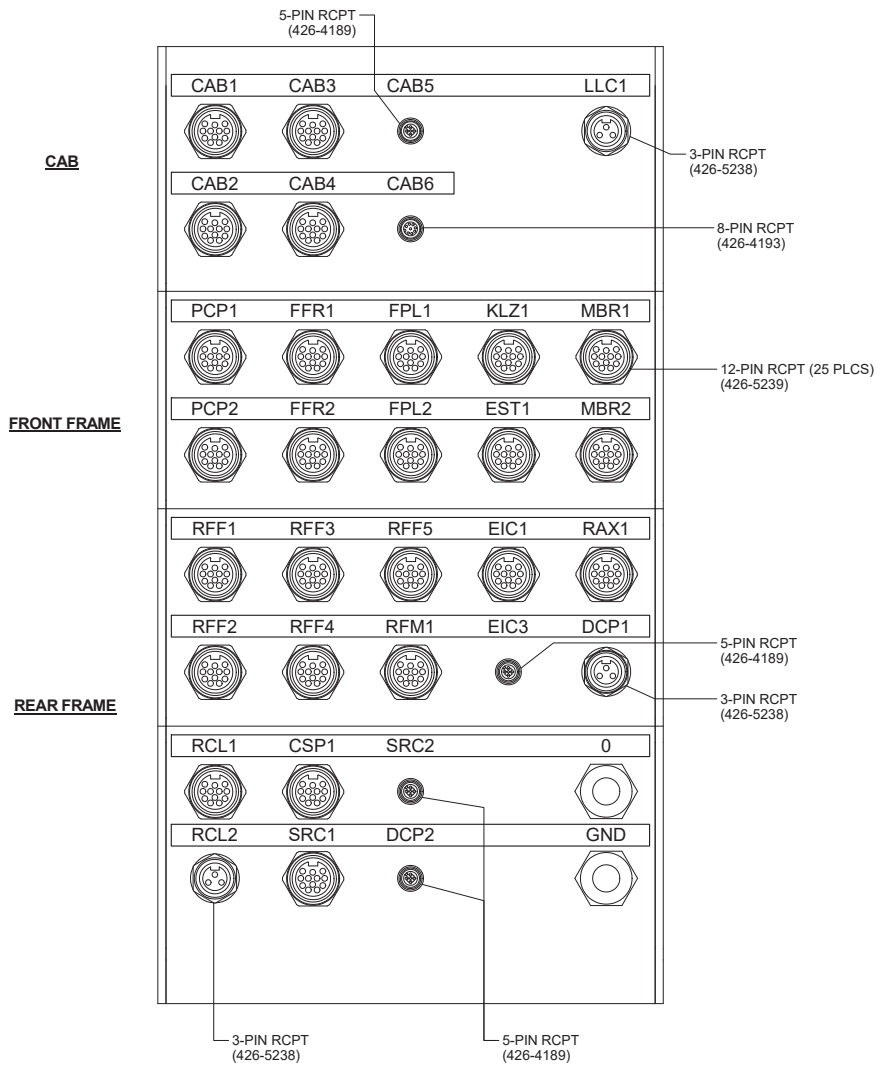 5-PIN RCPT
(426-4189)
CAB1 CAB3 CAB5 LLC1
CAB
3-PIN RCPT
(426-5238)
CAB2 CAB4 CAB6
8-PIN RCPT
(426-4193)
PCP1 FFR1 FPL1 KLZ1 MBR1
12-PIN RCPT (25 PLCS)
(426-5239)
PCP2 FFR2 FPL2 EST1 MBR2
FRONT FRAME
RFF1 RFF3 RFF5 EIC1 RAX1
RFF2 RFF4 RFM1 EIC3 DCP1
5-PIN RCPT
(426-4189)
3-PIN RCPT
(426-5238)
REAR FRAME
RCL1 CSP1 SRC2 0
RCL2 SRC1 DCP2 GND
3-PIN RCPT
(426-5238)
5-PIN RCPT
(426-4189)